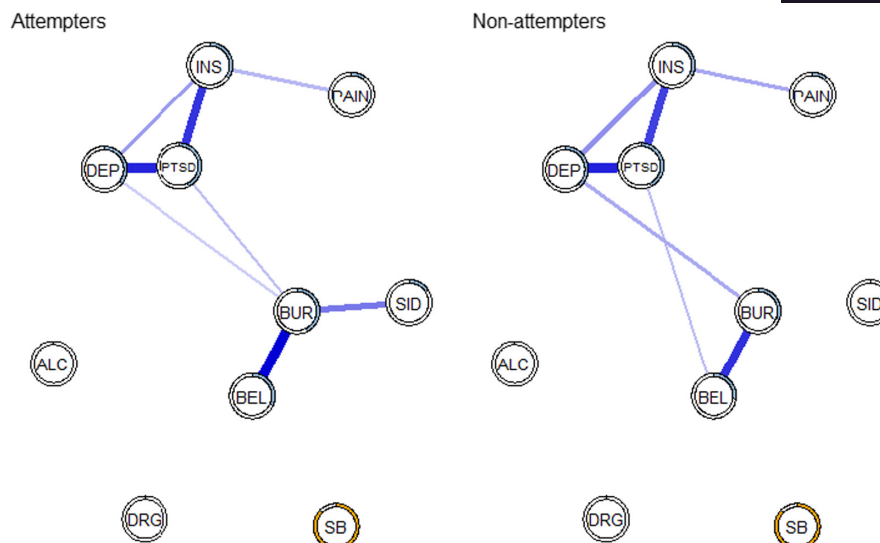 Attempters
Non-attempters
INS
PAIN
DEP
PTSD
BUR
SID
ALC
BEL
DRG
SB
INS
PAIN
DEP
PTSD
BUR
SID
ALC
BEL
DRG
SB